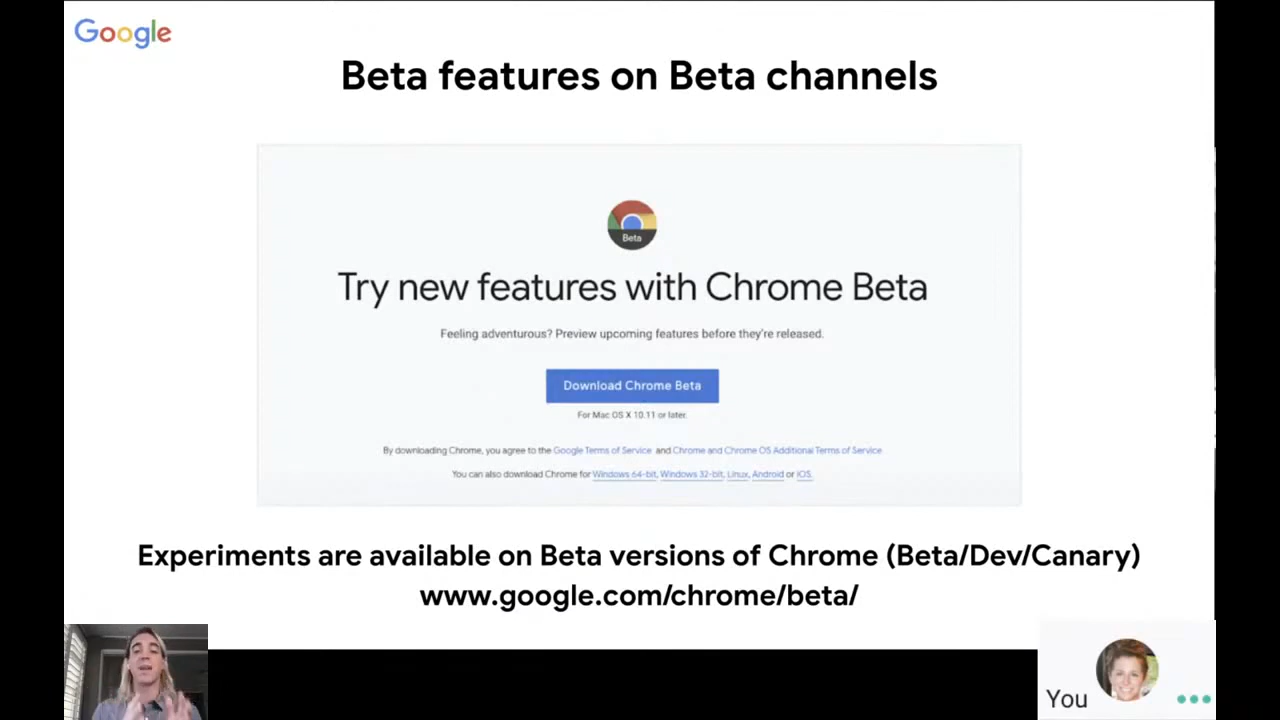 Google
Beta features on Beta channels
Beta
Try new features with Chrome Beta
Feeling adventurous? Preview upcoming features before they're released.
Download Chrome Beta
For Mac OS X 10.11 or later.
By downloading Chrome, you agree to the Google Terms of Service and Chrome and Chrome OS Additional Terms of Service
You can also download Chrome for Windows 64-bit, Windows 32-bit, Linux, Android or iOS.
Experiments are available on Beta versions of Chrome (Beta/Dev/Canary)
www.google.com/chrome/beta/
You